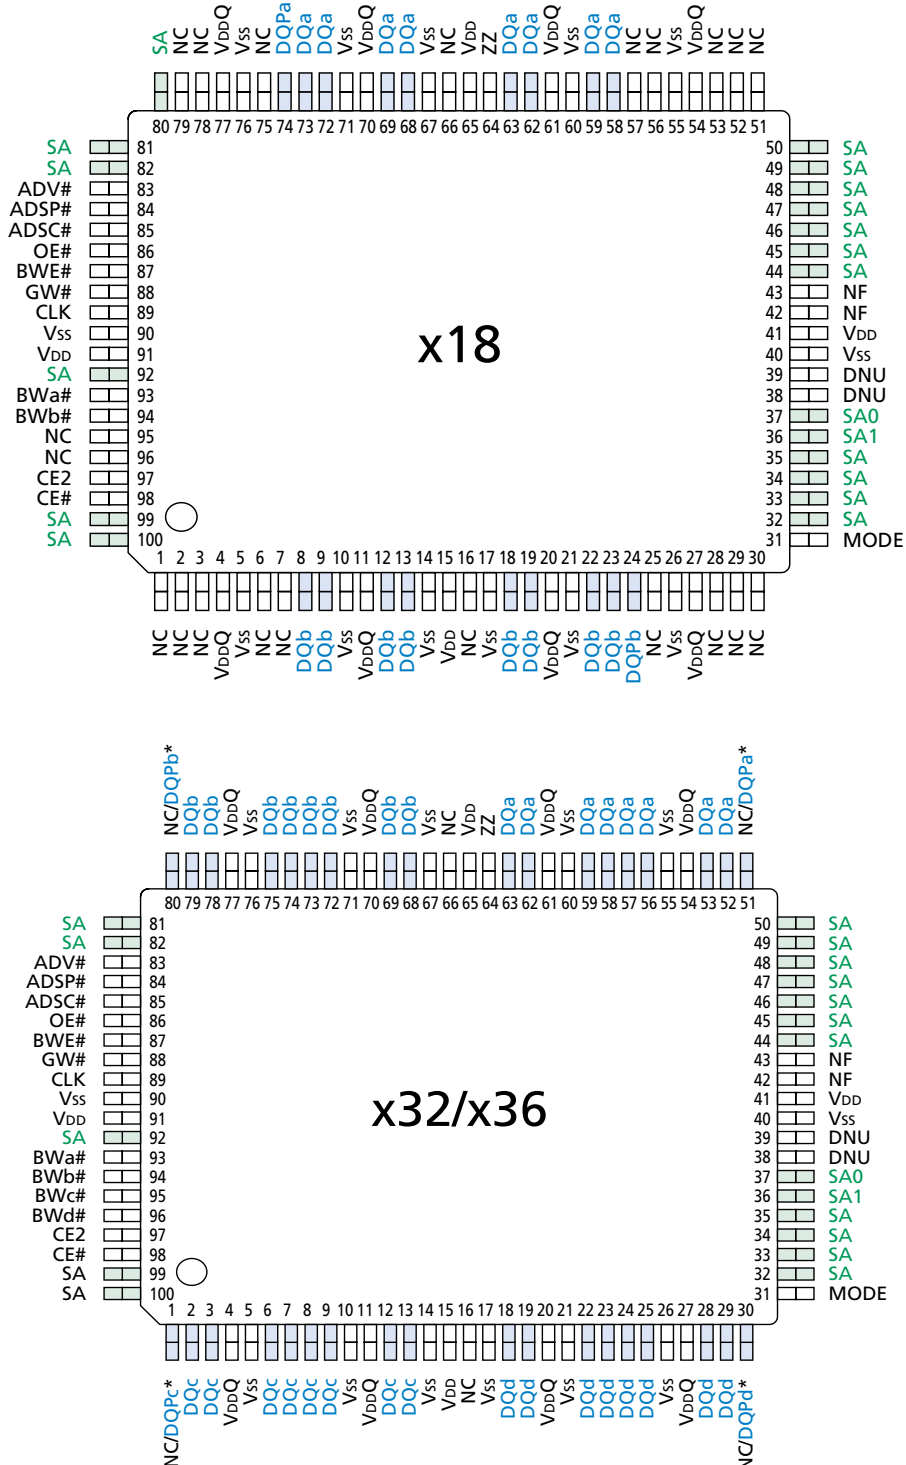 SA NC NC VDDQ Vss NC DQPa DQa DQa Vss VDDQ DQa DQa Vss NC VDD ZZ DQa DQa VDDQ Vss DQa DQa NC NC Vss VDDQ NC NC NC
80 79 78 77 76 75 74 73 72 71 70 69 68 67 66 65 64 63 62 61 60 59 58 57 56 55 54 53 52 51
SA 81 50 SA
SA 82 49 SA
ADV# 83 48 SA
ADSP# 84 47 SA
ADSC# 85 46 SA
OE# 86 45 SA
BWE# 87 44 SA
GW# 88 43 NF
CLK 89 42 NF
Vss 90 41 VDD
x18
VDD 91 40 Vss
SA 92 39 DNU
BWa# 93 38 DNU
BWb# 94 37 SA0
NC 95 36 SA1
NC 96 35 SA
CE2 97 34 SA
CE# 98 33 SA
SA 99 32 SA
SA 100 31 MODE
1 2 3 4 5 6 7 8 9 10 11 12 13 14 15 16 17 18 19 20 21 22 23 24 25 26 27 28 29 30
NC NC NC VDDQ Vss NC NC DQb DQb Vss VDDQ DQb DQb Vss VDD NC Vss DQb DQb VDDQ Vss DQb DQb DQPb NC Vss VDDQ NC NC NC
NC/DQPb* DQb DQb VDDQ Vss DQb DQb DQb DQb Vss VDDQ DQb DQb Vss NC VDD ZZ DQa DQa VDDQ Vss DQa DQa DQa DQa Vss VDDQ DQa DQa NC/DQPa*
80 79 78 77 76 75 74 73 72 71 70 69 68 67 66 65 64 63 62 61 60 59 58 57 56 55 54 53 52 51
SA 81 50 SA
SA 82 49 SA
ADV# 83 48 SA
ADSP# 84 47 SA
ADSC# 85 46 SA
OE# 86 45 SA
BWE# 87 44 SA
GW# 88 43 NF
CLK 89 42 NF
Vss 90 41 VDD
x32/x36
VDD 91 40 Vss
SA 92 39 DNU
BWa# 93 38 DNU
BWb# 94 37 SA0
BWc# 95 36 SA1
BWd# 96 35 SA
CE2 97 34 SA
CE# 98 33 SA
SA 99 32 SA
SA 100 31 MODE
1 2 3 4 5 6 7 8 9 10 11 12 13 14 15 16 17 18 19 20 21 22 23 24 25 26 27 28 29 30
NC/DQPc* DQc DQc VDDQ Vss DQc DQc DQc DQc Vss VDDQ DQc DQc Vss VDD NC Vss DQd DQd VDDQ Vss DQd DQd DQd DQd Vss VDDQ DQd DQd NC/DQPd*